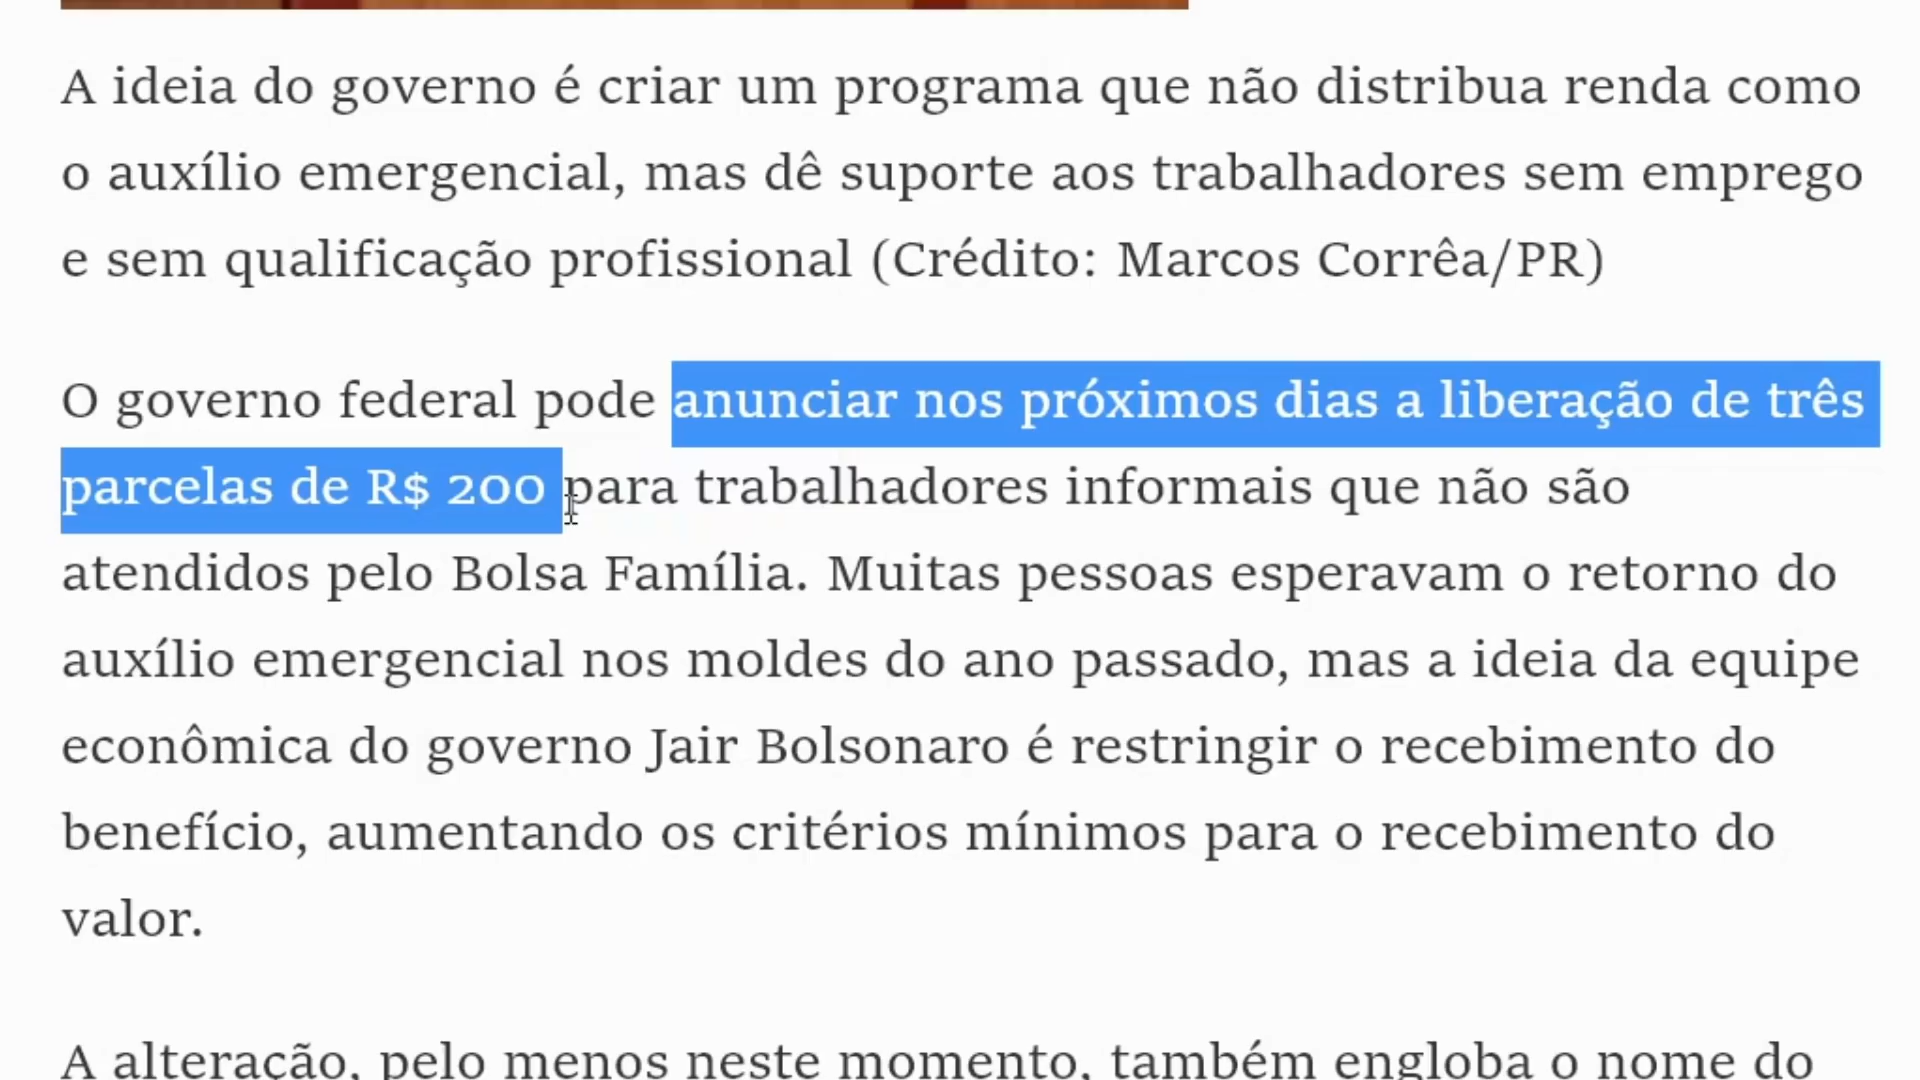 A ideia do governo é criar um programa que não distribua renda como
o auxílio emergencial, mas dê suporte aos trabalhadores sem emprego
e sem qualificação profissional (Crédito: Marcos Corrêa/PR)
O governo federal pode anunciar nos próximos dias a liberação de três
parcelas de R$ 200 para trabalhadores informais que não são
atendidos pelo Bolsa Família. Muitas pessoas esperavam o retorno do
auxílio emergencial nos moldes do ano passado, mas a ideia da equipe
econômica do governo Jair Bolsonaro é restringir o recebimento do
benefício, aumentando os critérios mínimos para o recebimento do
valor.
A alteração, pelo menos neste momento, também engloba o nome do